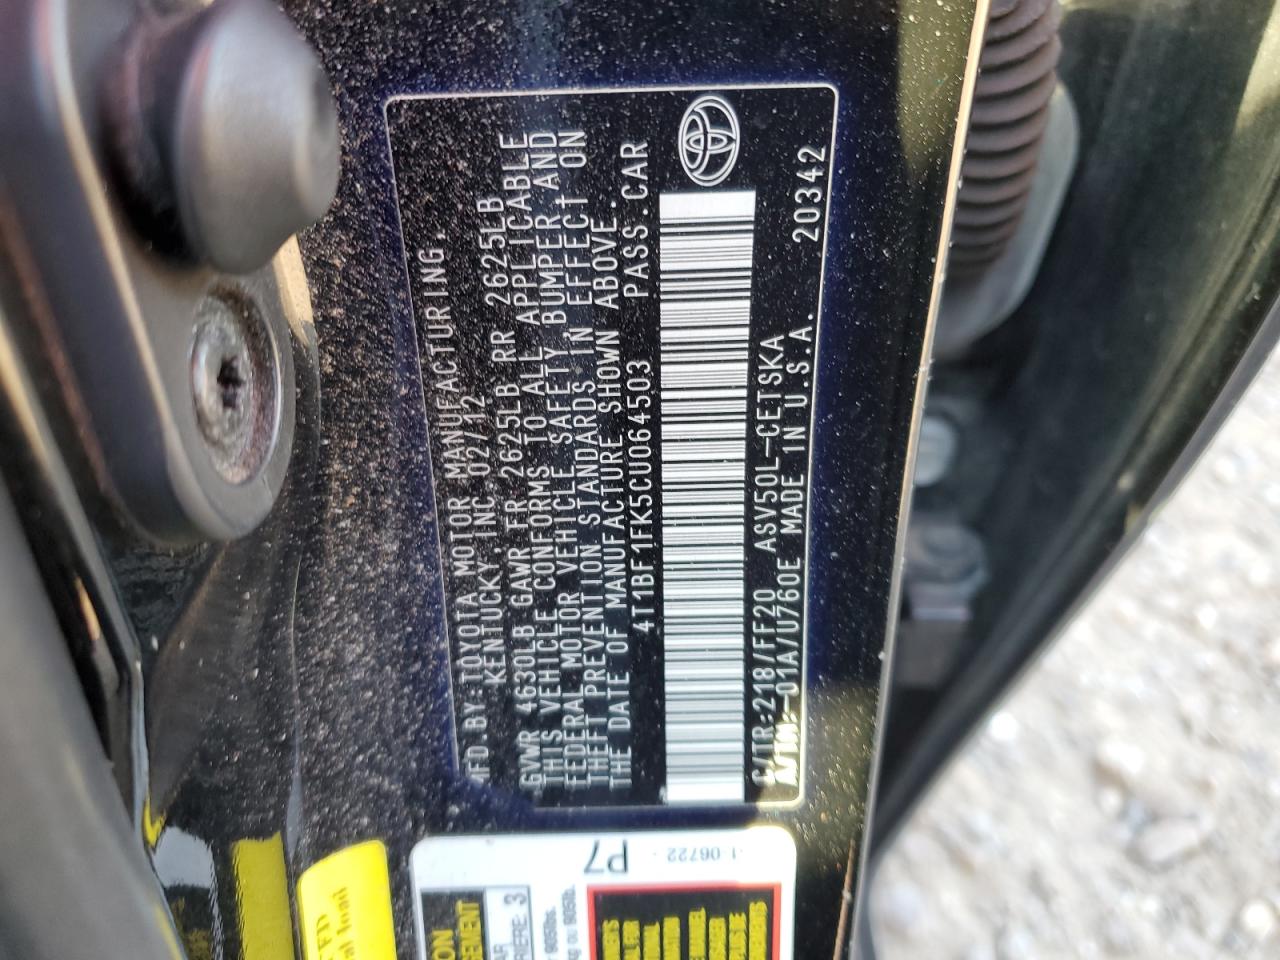 MFD.BY:TOYOTA MOTOR MANUFACTURING.
KENTUCKY,INC 02/12
GVWR 4630LB GAWR FR 2625LB RR 2625LB
THIS VEHICLE CONFORMS TO ALL APPLICABLE
FEDERAL MOTOR VEHICLE SAFETY,BUMPER,AND
THEFT PREVENTION STANDARDS IN EFFECT ON
THE DATE OF MANUFACTURE SHOWN ABOVE.
4T1BF1FK5CU064503 PASS.CAR
C/TR:218/FF20 ASV50L-CETSKA
A/TM:-01A/U760E MADE IN U.S.A. 20342
P7
06722